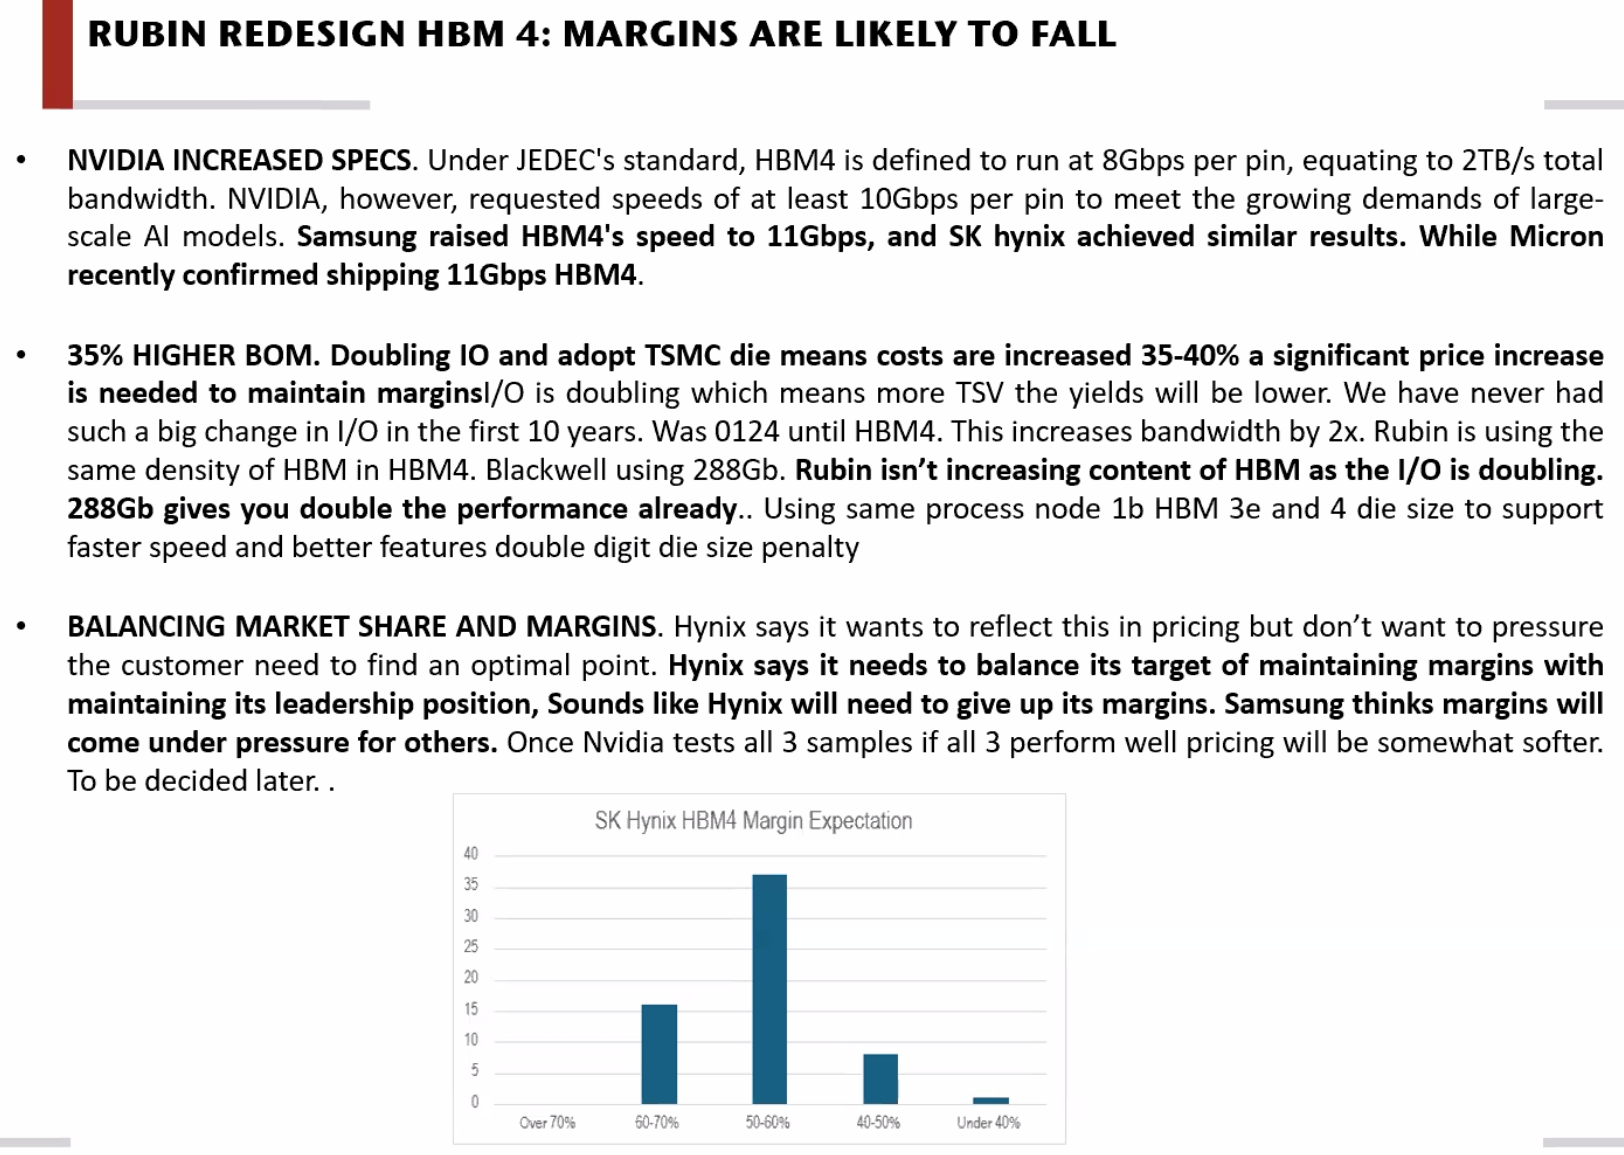 RUBIN REDESIGN HBM 4: MARGINS ARE LIKELY TO FALL
• NVIDIA INCREASED SPECS. Under JEDEC's standard, HBM4 is defined to run at 8Gbps per pin, equating to 2TB/s total
bandwidth. NVIDIA, however, requested speeds of at least 10Gbps per pin to meet the growing demands of large-
scale AI models. Samsung raised HBM4's speed to 11Gbps, and SK hynix achieved similar results. While Micron
recently confirmed shipping 11Gbps HBM4.
• 35% HIGHER BOM. Doubling IO and adopt TSMC die means costs are increased 35-40% a significant price increase
is needed to maintain marginsI/O is doubling which means more TSV the yields will be lower. We have never had
such a big change in I/O in the first 10 years. Was 0124 until HBM4. This increases bandwidth by 2x. Rubin is using the
same density of HBM in HBM4. Blackwell using 288Gb. Rubin isn’t increasing content of HBM as the I/O is doubling.
288Gb gives you double the performance already.. Using same process node 1b HBM 3e and 4 die size to support
faster speed and better features double digit die size penalty
• BALANCING MARKET SHARE AND MARGINS. Hynix says it wants to reflect this in pricing but don’t want to pressure
the customer need to find an optimal point. Hynix says it needs to balance its target of maintaining margins with
maintaining its leadership position, Sounds like Hynix will need to give up its margins. Samsung thinks margins will
come under pressure for others. Once Nvidia tests all 3 samples if all 3 perform well pricing will be somewhat softer.
To be decided later. .
SK Hynix HBM4 Margin Expectation
40
35
30
25
20
15
10
5
0
Over 70% 60-70% 50-60% 40-50% Under 40%